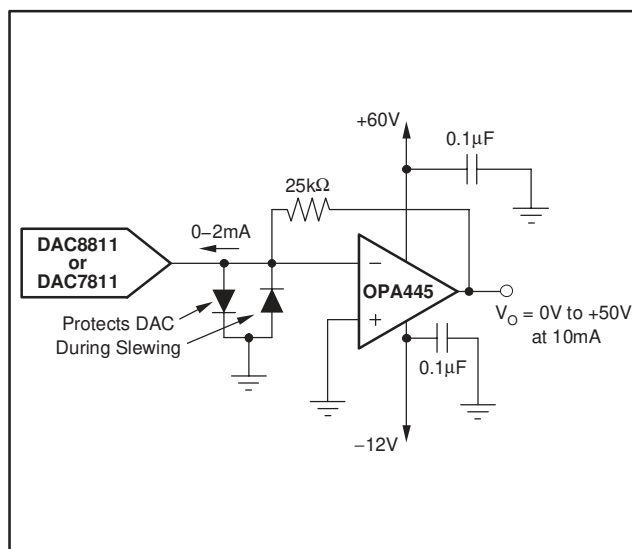 +60V
0.1μF
25kΩ
0–2mA
DAC8811
or
DAC7811
−
OPA445
+
Protects DAC
During Slewing
V_O = 0V to +50V
at 10mA
0.1μF
−12V